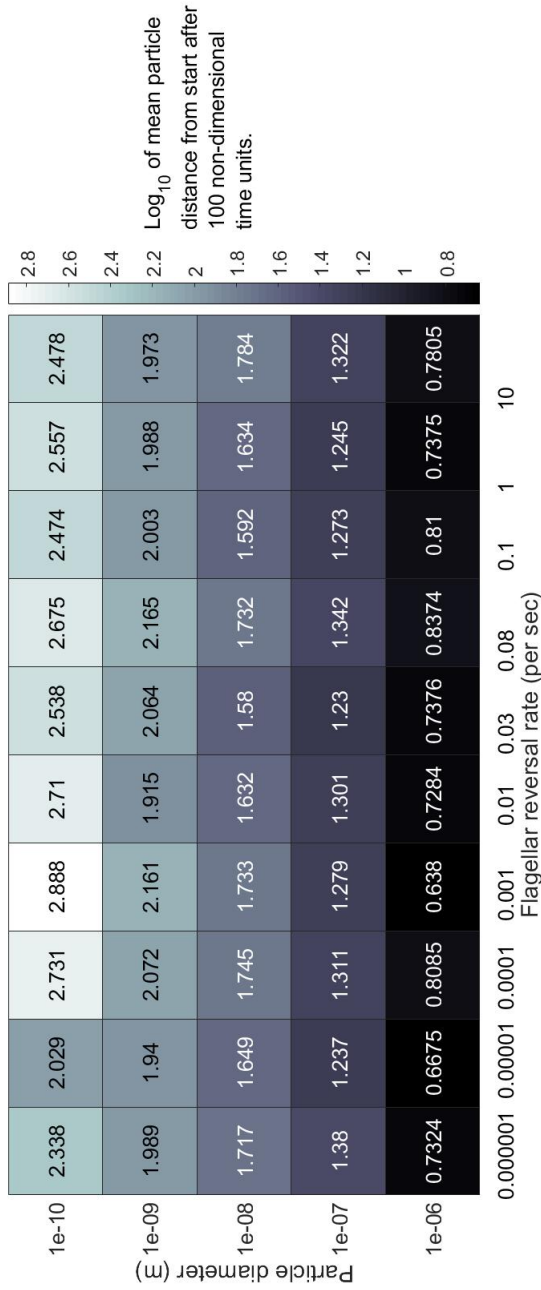 1e-10 2.338 2.029 2.731 2.888 2.71 2.538 2.675 2.474 2.557 2.478
1e-09 1.989 1.94 2.072 2.161 1.915 2.064 2.165 2.003 1.988 1.973
1e-08 1.717 1.649 1.745 1.733 1.632 1.58 1.732 1.592 1.634 1.784
1e-07 1.38 1.237 1.311 1.279 1.301 1.23 1.342 1.273 1.245 1.322
1e-06 0.7324 0.6675 0.8085 0.638 0.7284 0.7376 0.8374 0.81 0.7375 0.7805
0.000001 0.00001 0.0001 0.001 0.01 0.03 0.08 0.1 1 10
Flagellar reversal rate (per sec)
Particle diameter (m)
2.8
2.6
2.4
2.2
2
1.8
1.6
1.4
1.2
1
0.8
Log10 of mean particle
distance from start after
100 non-dimensional
time units.